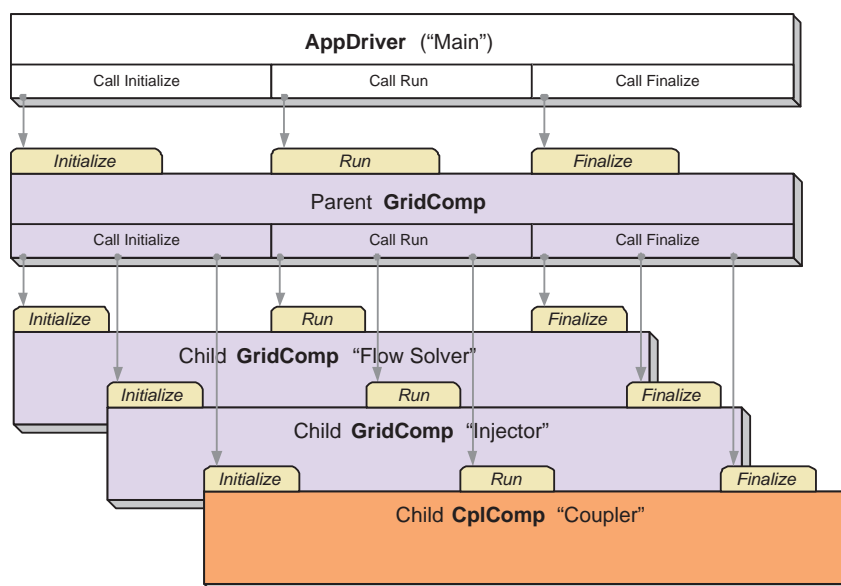 AppDriver (“Main”)
Call Initialize Call Run Call Finalize
Initialize Run Finalize
Parent GridComp
Call Initialize Call Run Call Finalize
Initialize Run Finalize
Child GridComp “Flow Solver”
Initialize Run Finalize
Child GridComp “Injector”
Initialize Run Finalize
Child CplComp “Coupler”